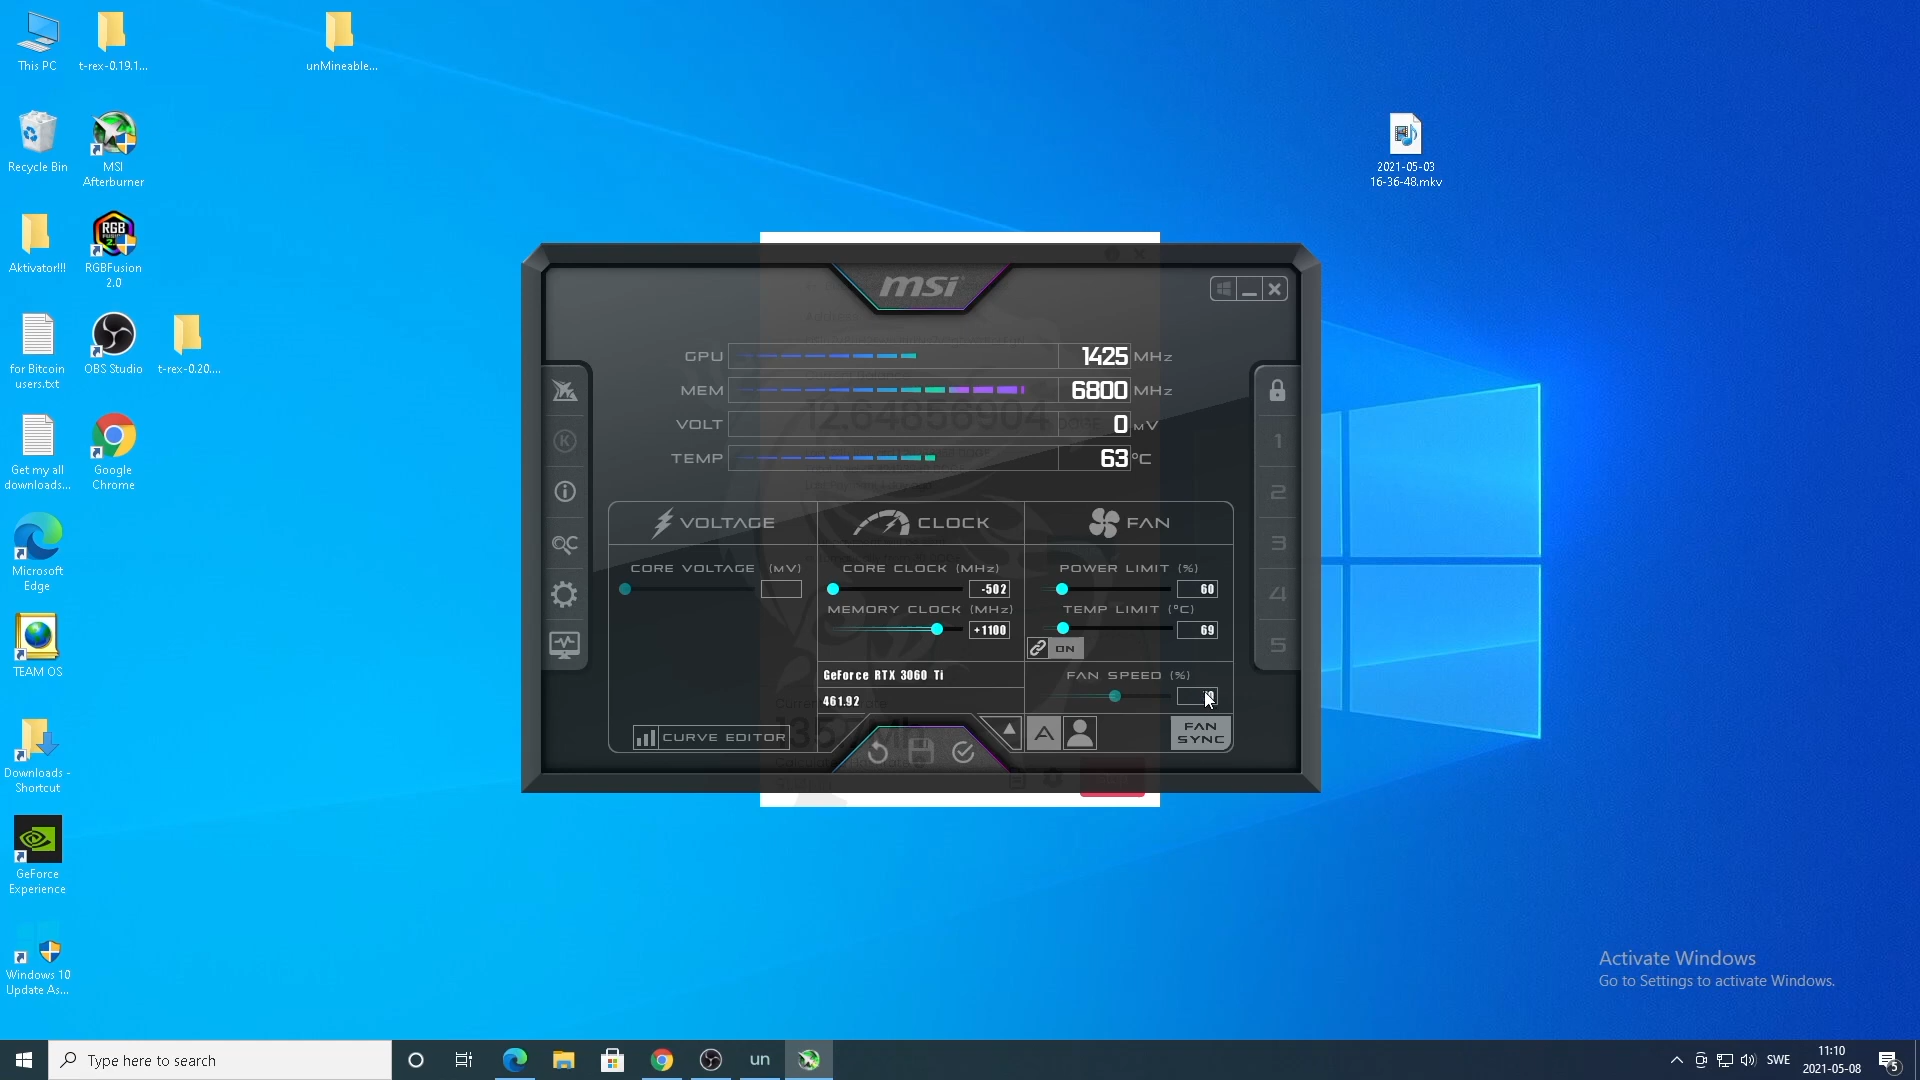 This PC
t-rex-0.19.1...
unMineable...
Recycle Bin
MSI
Afterburner
2021-05-03
16-36-48.mkv
Aktivator!!!
RGB
RGBFusion
2.0
for Bitcoin
users.txt
OBS Studio
t-rex-0.20....
Get my all
downloads...
Google
Chrome
Microsoft
Edge
TEAM OS
Downloads -
Shortcut
GeForce
Experience
Windows 10
Update As...
msi
GPU
1425 MHz
MEM
6800 MHz
12.64856904 DOGE
VOLT
0 mV
TEMP
63 °C
K
1
2
3
4
5
VOLTAGE
CLOCK
FAN
CORE VOLTAGE (mV)
CORE CLOCK (MHz)
-502
POWER LIMIT (%)
60
MEMORY CLOCK (MHz)
+1100
TEMP LIMIT (°C)
69
ON
GeForce RTX 3060 Ti
461.92
FAN SPEED (%)
CURVE EDITOR
A
FAN
SYNC
Activate Windows
Go to Settings to activate Windows.
Type here to search
un
SWE
11:10
2021-05-08
5